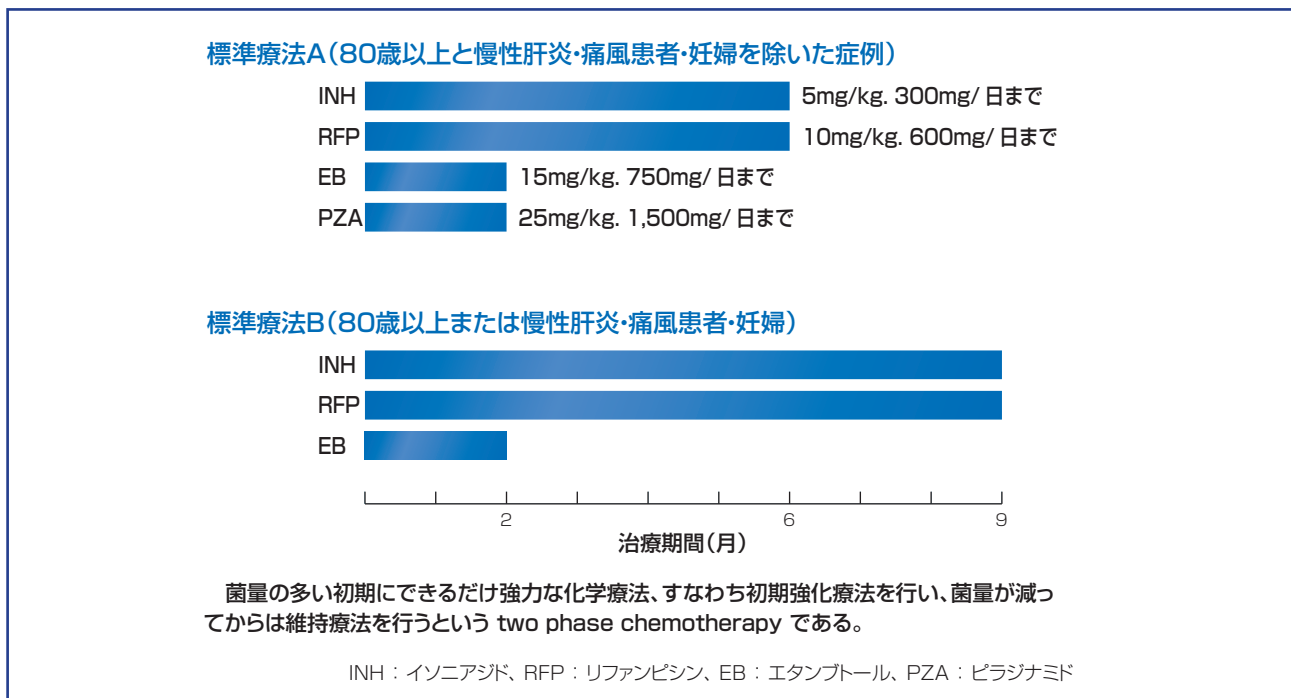 標準療法A(80歳以上と慢性肝炎・痛風患者・妊婦を除いた症例)
INH 5mg/kg. 300mg/日まで
RFP 10mg/kg. 600mg/日まで
EB 15mg/kg. 750mg/日まで
PZA 25mg/kg. 1,500mg/日まで
標準療法B(80歳以上または慢性肝炎・痛風患者・妊婦)
INH
RFP
EB
2 6 9
治療期間(月)
菌量の多い初期にできるだけ強力な化学療法、すなわち初期強化療法を行い、菌量が減っ
てからは維持療法を行うという two phase chemotherapy である。
INH:イソニアジド、RFP:リファンピシン、EB:エタンブトール、PZA:ピラジナミド